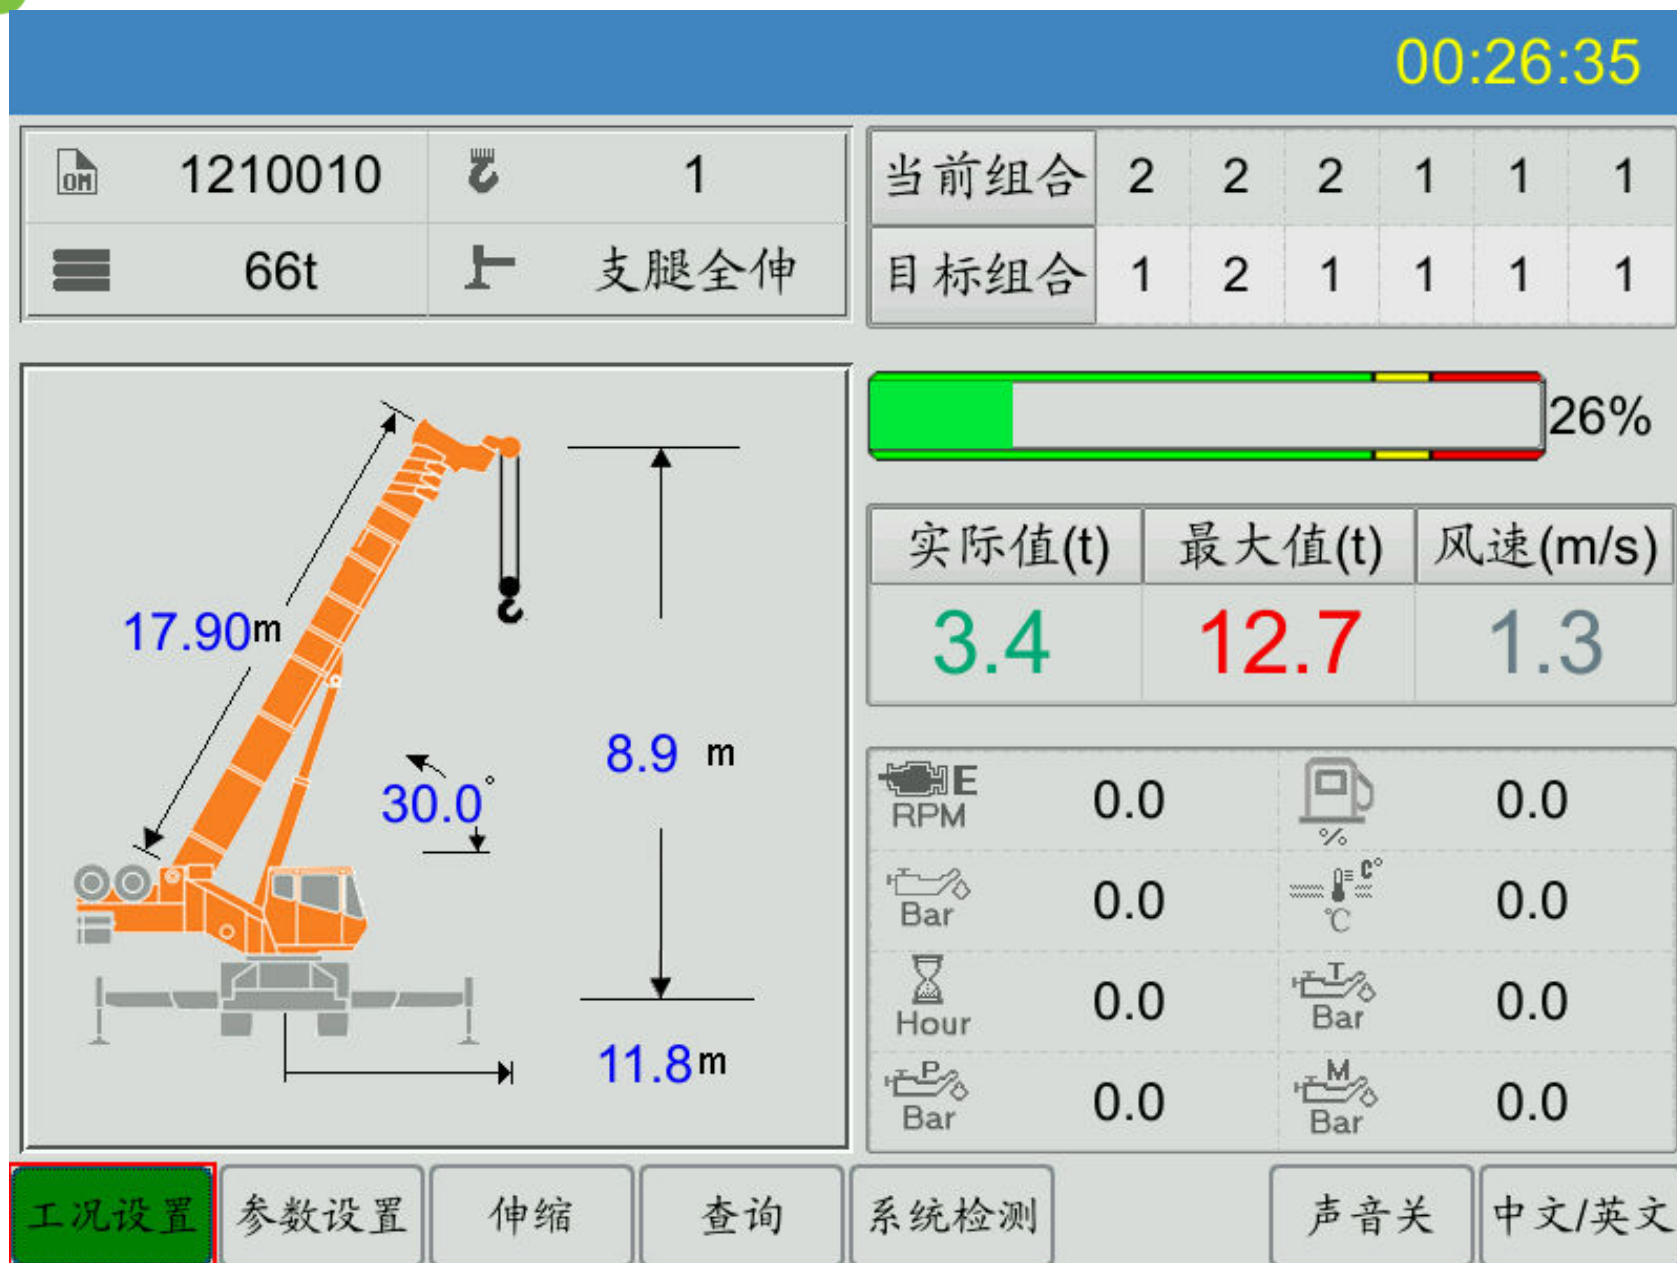 00:26:35
OM 1210010 1
66t 支腿全伸
当前组合 2 2 2 1 1 1
目标组合 1 2 1 1 1 1
26%
实际值(t) 最大值(t) 风速(m/s)
3.4 12.7 1.3
17.90m
8.9 m
30.0°
11.8m
E RPM 0.0 % 0.0
Bar 0.0 C° ℃ 0.0
Hour 0.0 T Bar 0.0
P Bar 0.0 M Bar 0.0
工况设置 参数设置 伸缩 查询 系统检测 声音关 中文/英文